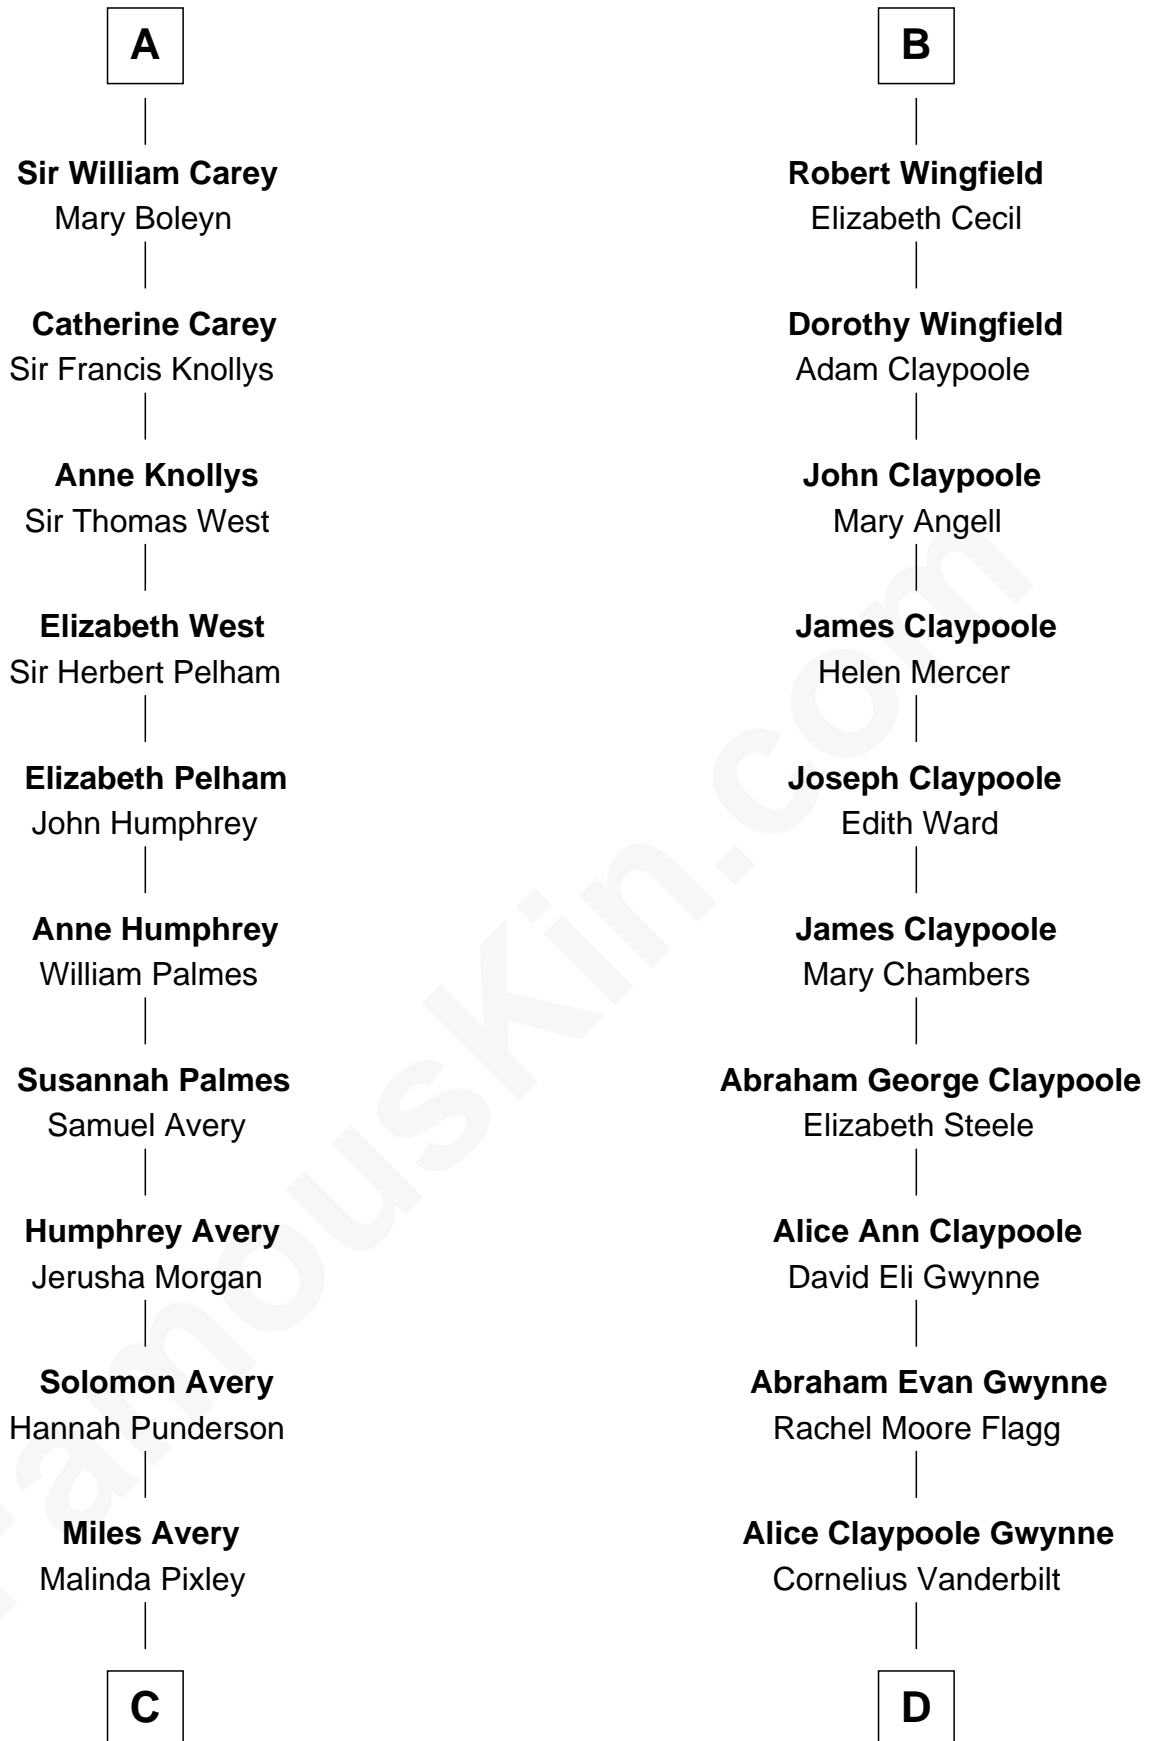 A
Sir William Carey
Mary Boleyn
Catherine Carey
Sir Francis Knollys
Anne Knollys
Sir Thomas West
Elizabeth West
Sir Herbert Pelham
Elizabeth Pelham
John Humphrey
Anne Humphrey
William Palmes
Susannah Palmes
Samuel Avery
Humphrey Avery
Jerusha Morgan
Solomon Avery
Hannah Punderson
Miles Avery
Malinda Pixley
C
B
Robert Wingfield
Elizabeth Cecil
Dorothy Wingfield
Adam Claypoole
John Claypoole
Mary Angell
James Claypoole
Helen Mercer
Joseph Claypoole
Edith Ward
James Claypoole
Mary Chambers
Abraham George Claypoole
Elizabeth Steele
Alice Ann Claypoole
David Eli Gwynne
Abraham Evan Gwynne
Rachel Moore Flagg
Alice Claypoole Gwynne
Cornelius Vanderbilt
D
FamousKin.com